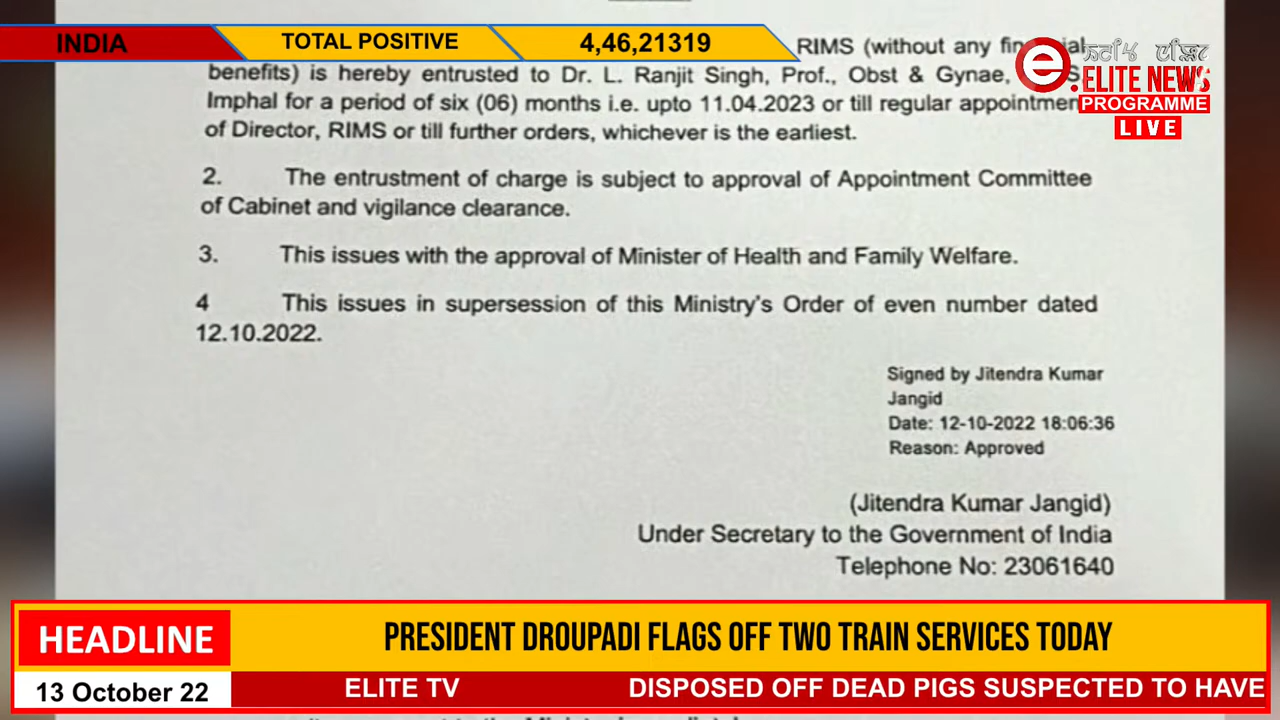 INDIA
TOTAL POSITIVE
4,46,21319
ꯏꯂꯥꯏꯠ
e.
ELITE NEWS
PROGRAMME
LIVE
RIMS (without any financial
benefits) is hereby entrusted to Dr. L. Ranjit Singh, Prof., Obst & Gynae,
Imphal for a period of six (06) months i.e. upto 11.04.2023 or till regular appointmen
of Director, RIMS or till further orders, whichever is the earliest.
2. The entrustment of charge is subject to approval of Appointment Committee
of Cabinet and vigilance clearance.
3. This issues with the approval of Minister of Health and Family Welfare.
4 This issues in supersession of this Ministry's Order of even number dated
12.10.2022.
Signed by Jitendra Kumar
Jangid
Date: 12-10-2022 18:06:36
Reason: Approved
(Jitendra Kumar Jangid)
Under Secretary to the Government of India
Telephone No: 23061640
HEADLINE
PRESIDENT DROUPADI FLAGS OFF TWO TRAIN SERVICES TODAY
13 October 22
ELITE TV
DISPOSED OFF DEAD PIGS SUSPECTED TO HAVE